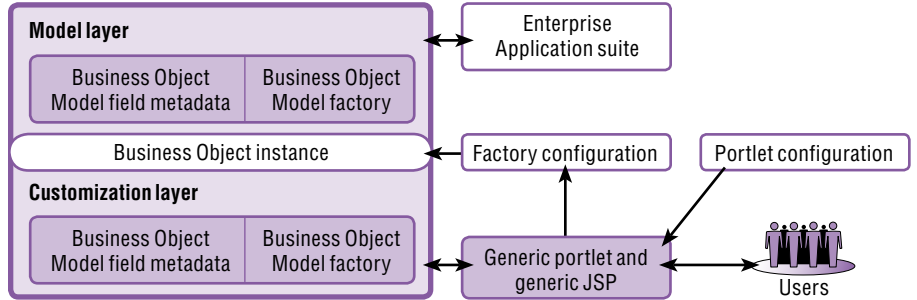 Model layer
Business Object
Model field metadata
Business Object
Model factory
Enterprise
Application suite
Business Object instance
Factory configuration
Portlet configuration
Customization layer
Business Object
Model field metadata
Business Object
Model factory
Generic portlet and
generic JSP
Users